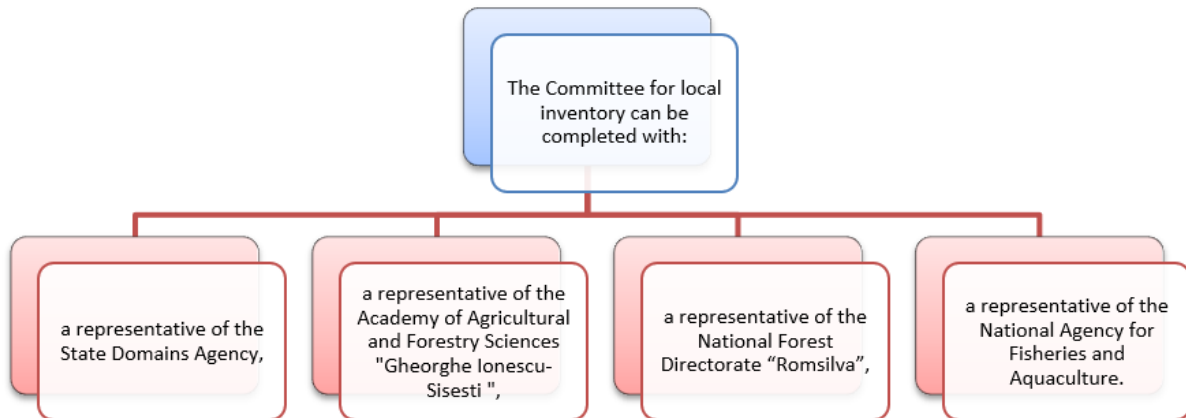 The Committee for local
inventory can be
completed with:
a representative of the
State Domains Agency,
a representative of the
Academy of Agricultural
and Forestry Sciences
"Gheorghe Ionescu-
Sisesti ",
a representative of the
National Forest
Directorate “Romsilva”,
a representative of the
National Agency for
Fisheries and
Aquaculture.